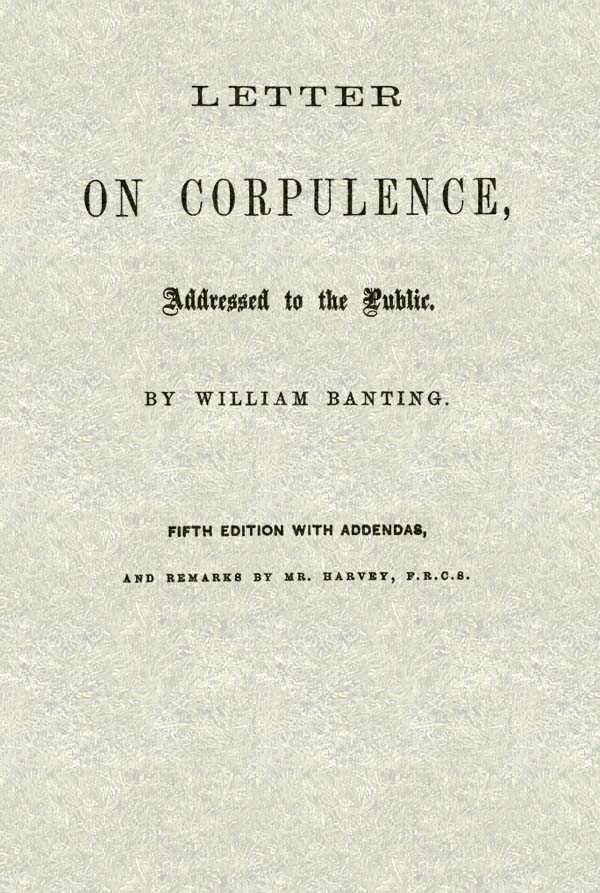 LETTER
ON CORPULENCE,
Addressed to the Public.
BY WILLIAM BANTING.
FIFTH EDITION WITH ADDENDAS,
AND REMARKS BY MR. HARVEY, F.R.C.S.